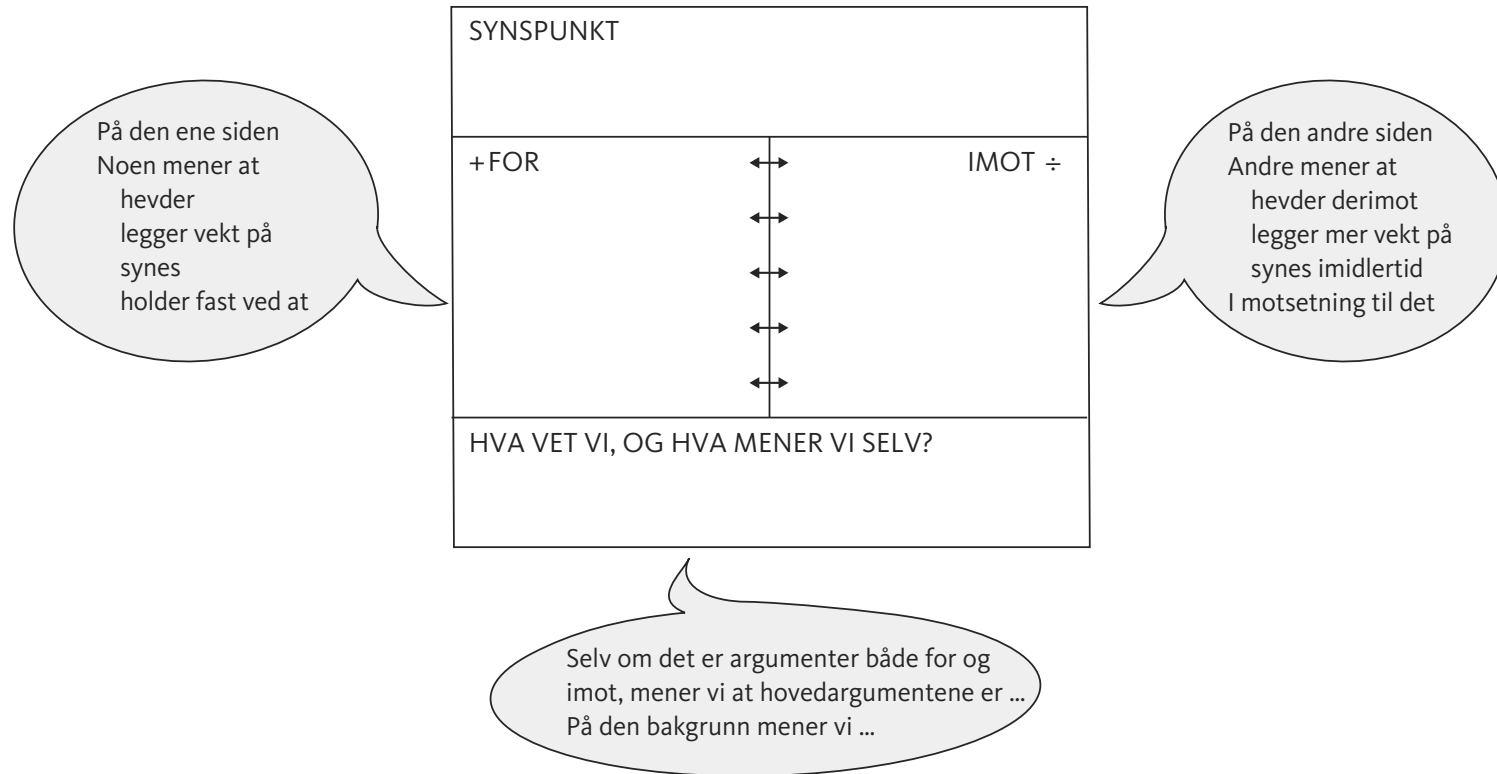 SYNSPUNKT
På den ene siden
Noen mener at
hevder
legger vekt på
synes
holder fast ved at
+FOR
IMOT ÷
På den andre siden
Andre mener at
hevder derimot
legger mer vekt på
synes imidlertid
I motsetning til det
HVA VET VI, OG HVA MENER VI SELV?
Selv om det er argumenter både for og
imot, mener vi at hovedargumentene er ...
På den bakgrunn mener vi ...